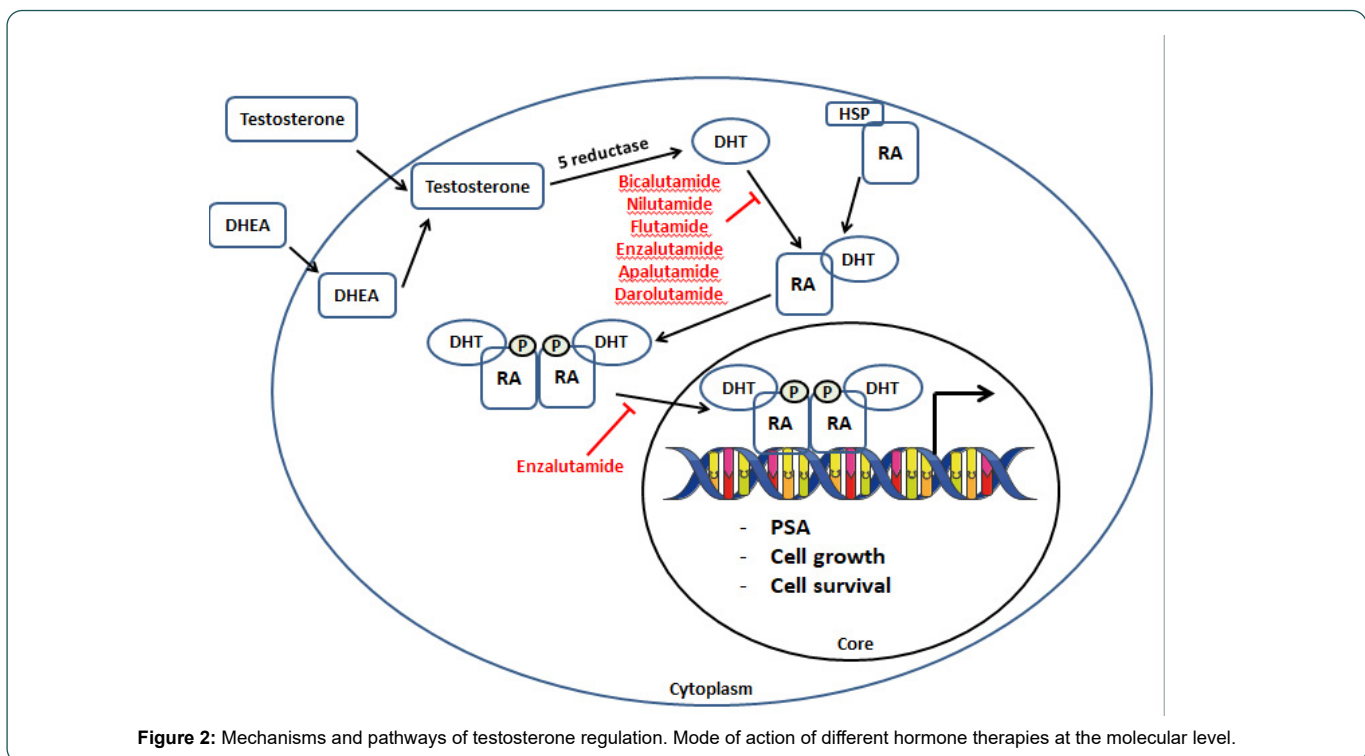 Testosterone
DHEA
DHEA
Testosterone
5 reductase
DHT
HSP
RA
Bicalutamide
Nilutamide
Flutamide
Enzalutamide
Apalutamide
Darolutamide
RA
DHT
DHT
P
P
DHT
RA
RA
Enzalutamide
DHT
P
P
DHT
RA
RA
- PSA
- Cell growth
- Cell survival
Core
Cytoplasm
Figure 2: Mechanisms and pathways of testosterone regulation. Mode of action of different hormone therapies at the molecular level.